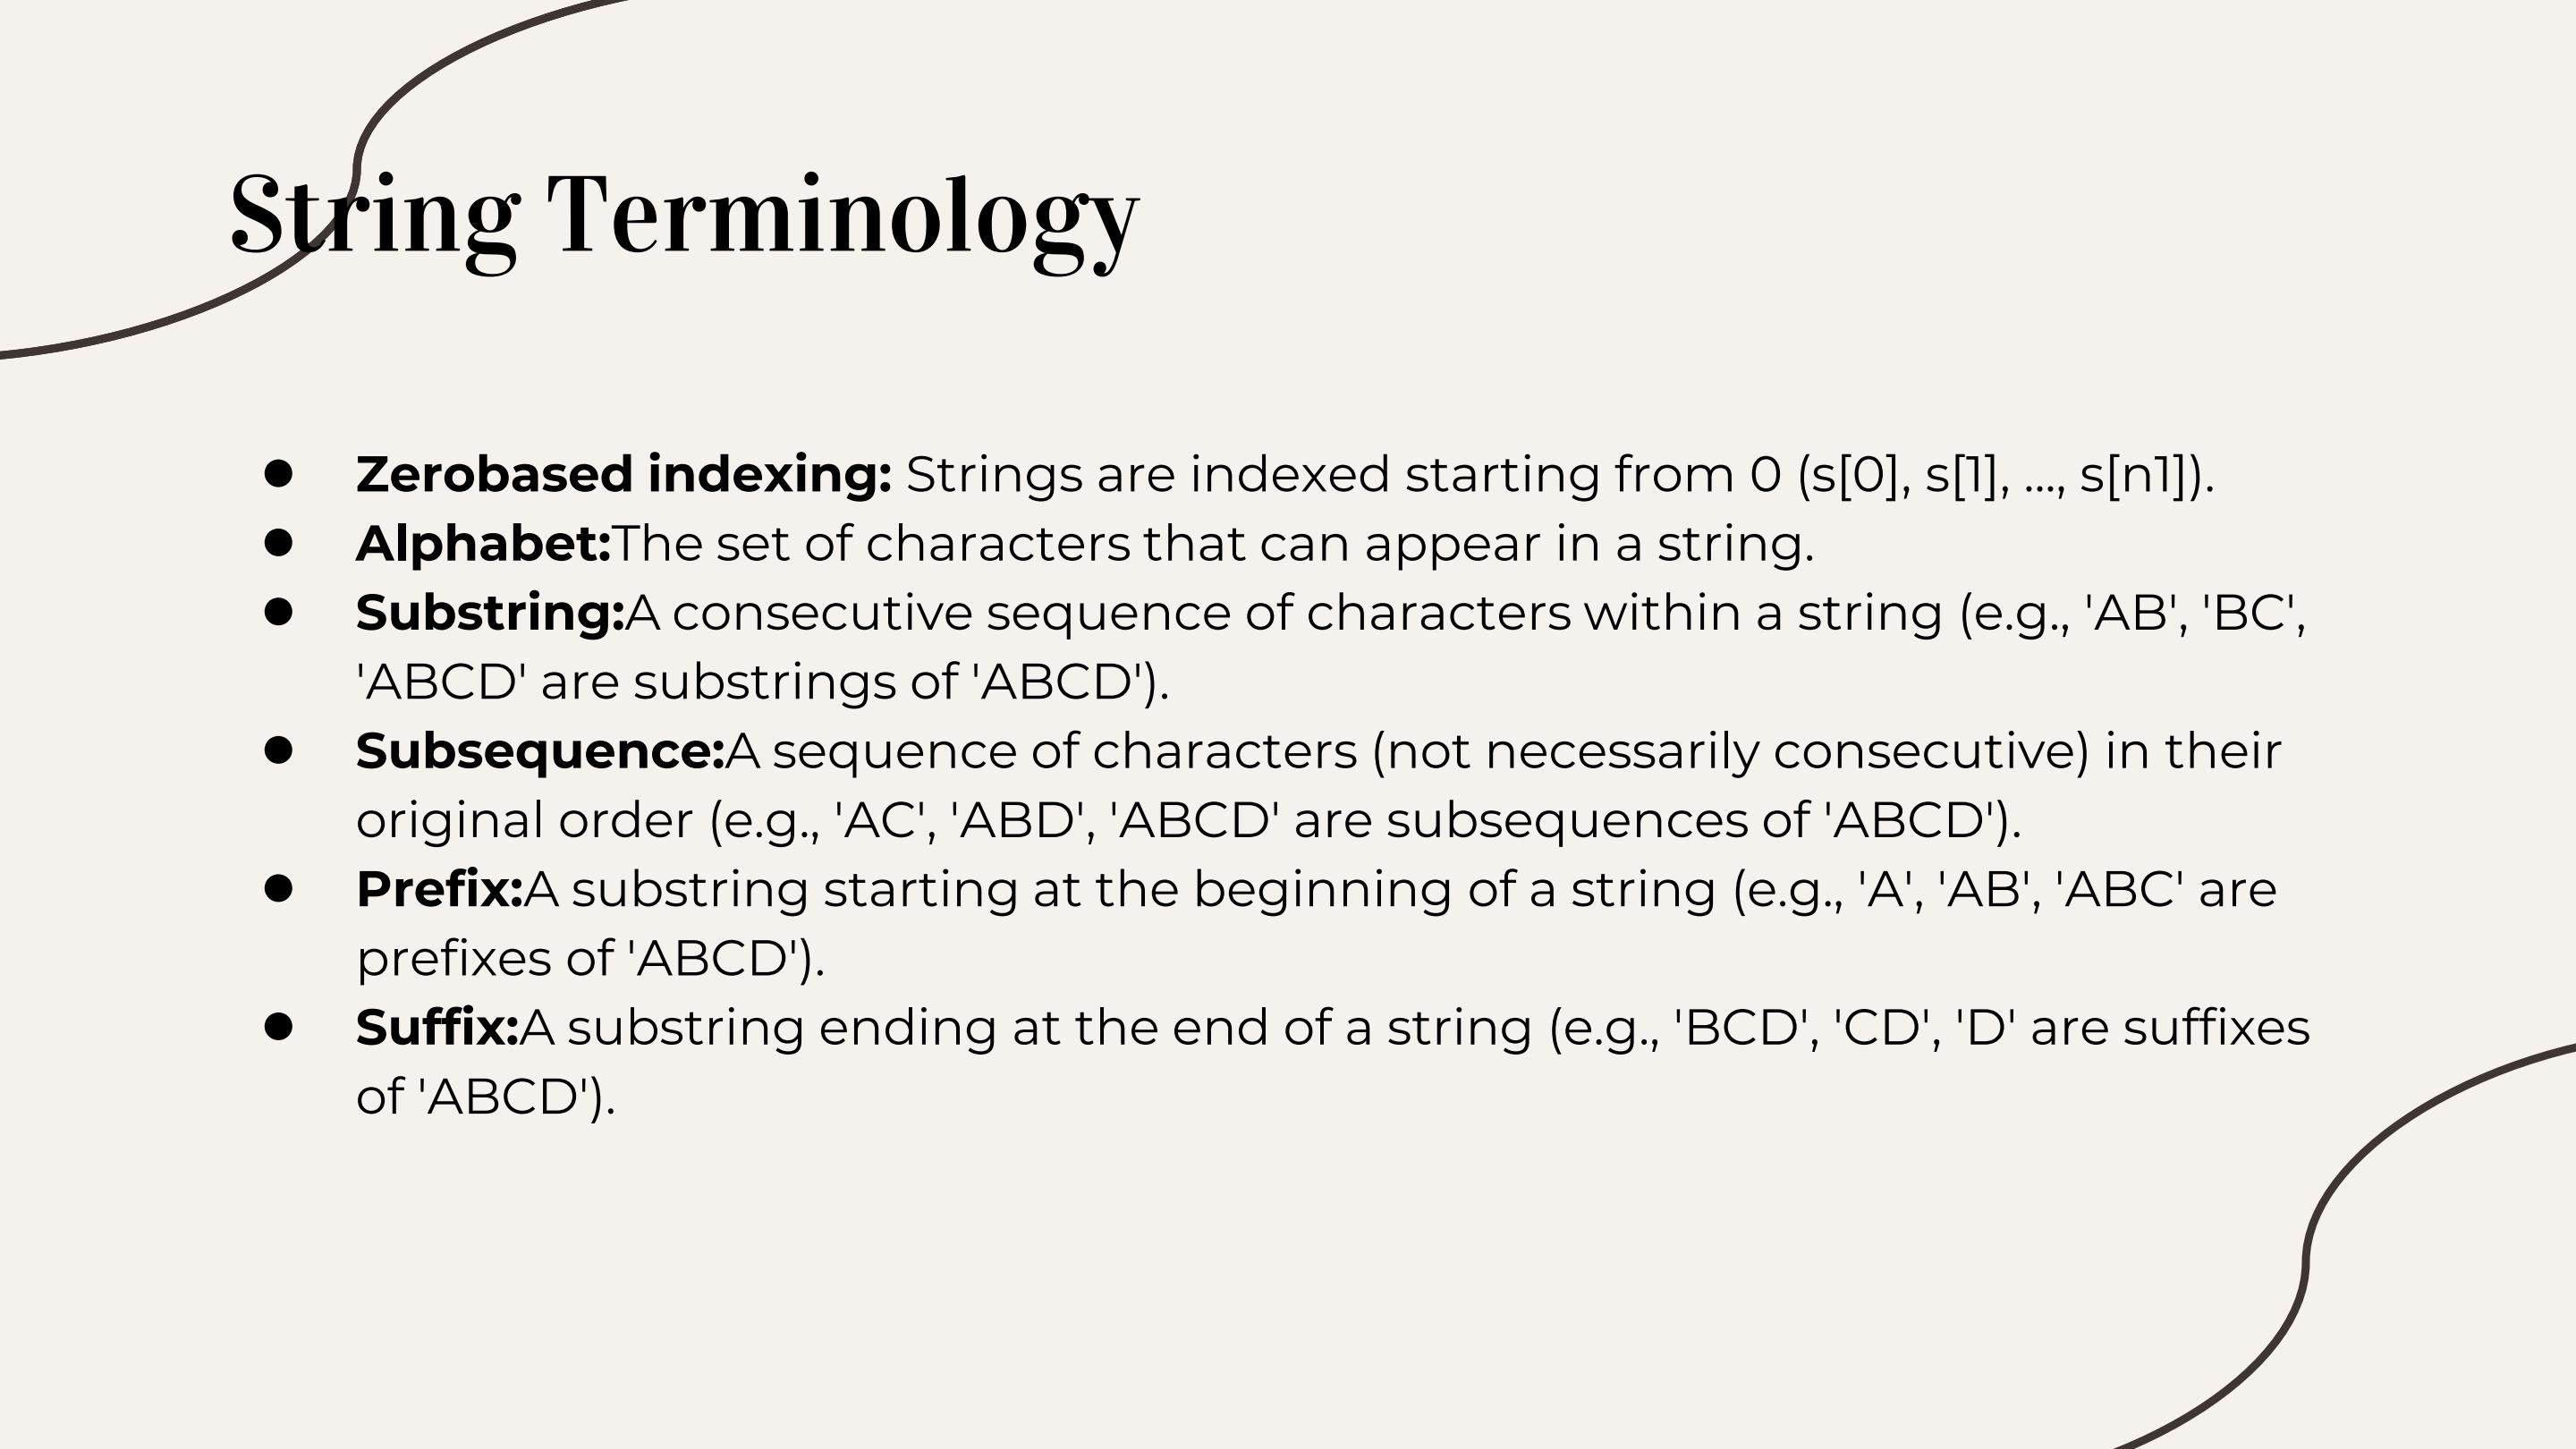 String Terminology
● Zerobased indexing: Strings are indexed starting from 0 (s[0], s[1], ..., s[n1]).
● Alphabet:The set of characters that can appear in a string.
● Substring:A consecutive sequence of characters within a string (e.g., 'AB', 'BC',
'ABCD' are substrings of 'ABCD').
● Subsequence:A sequence of characters (not necessarily consecutive) in their
original order (e.g., 'AC', 'ABD', 'ABCD' are subsequences of 'ABCD').
● Prefix:A substring starting at the beginning of a string (e.g., 'A', 'AB', 'ABC' are
prefixes of 'ABCD').
● Suffix:A substring ending at the end of a string (e.g., 'BCD', 'CD', 'D' are suffixes
of 'ABCD').